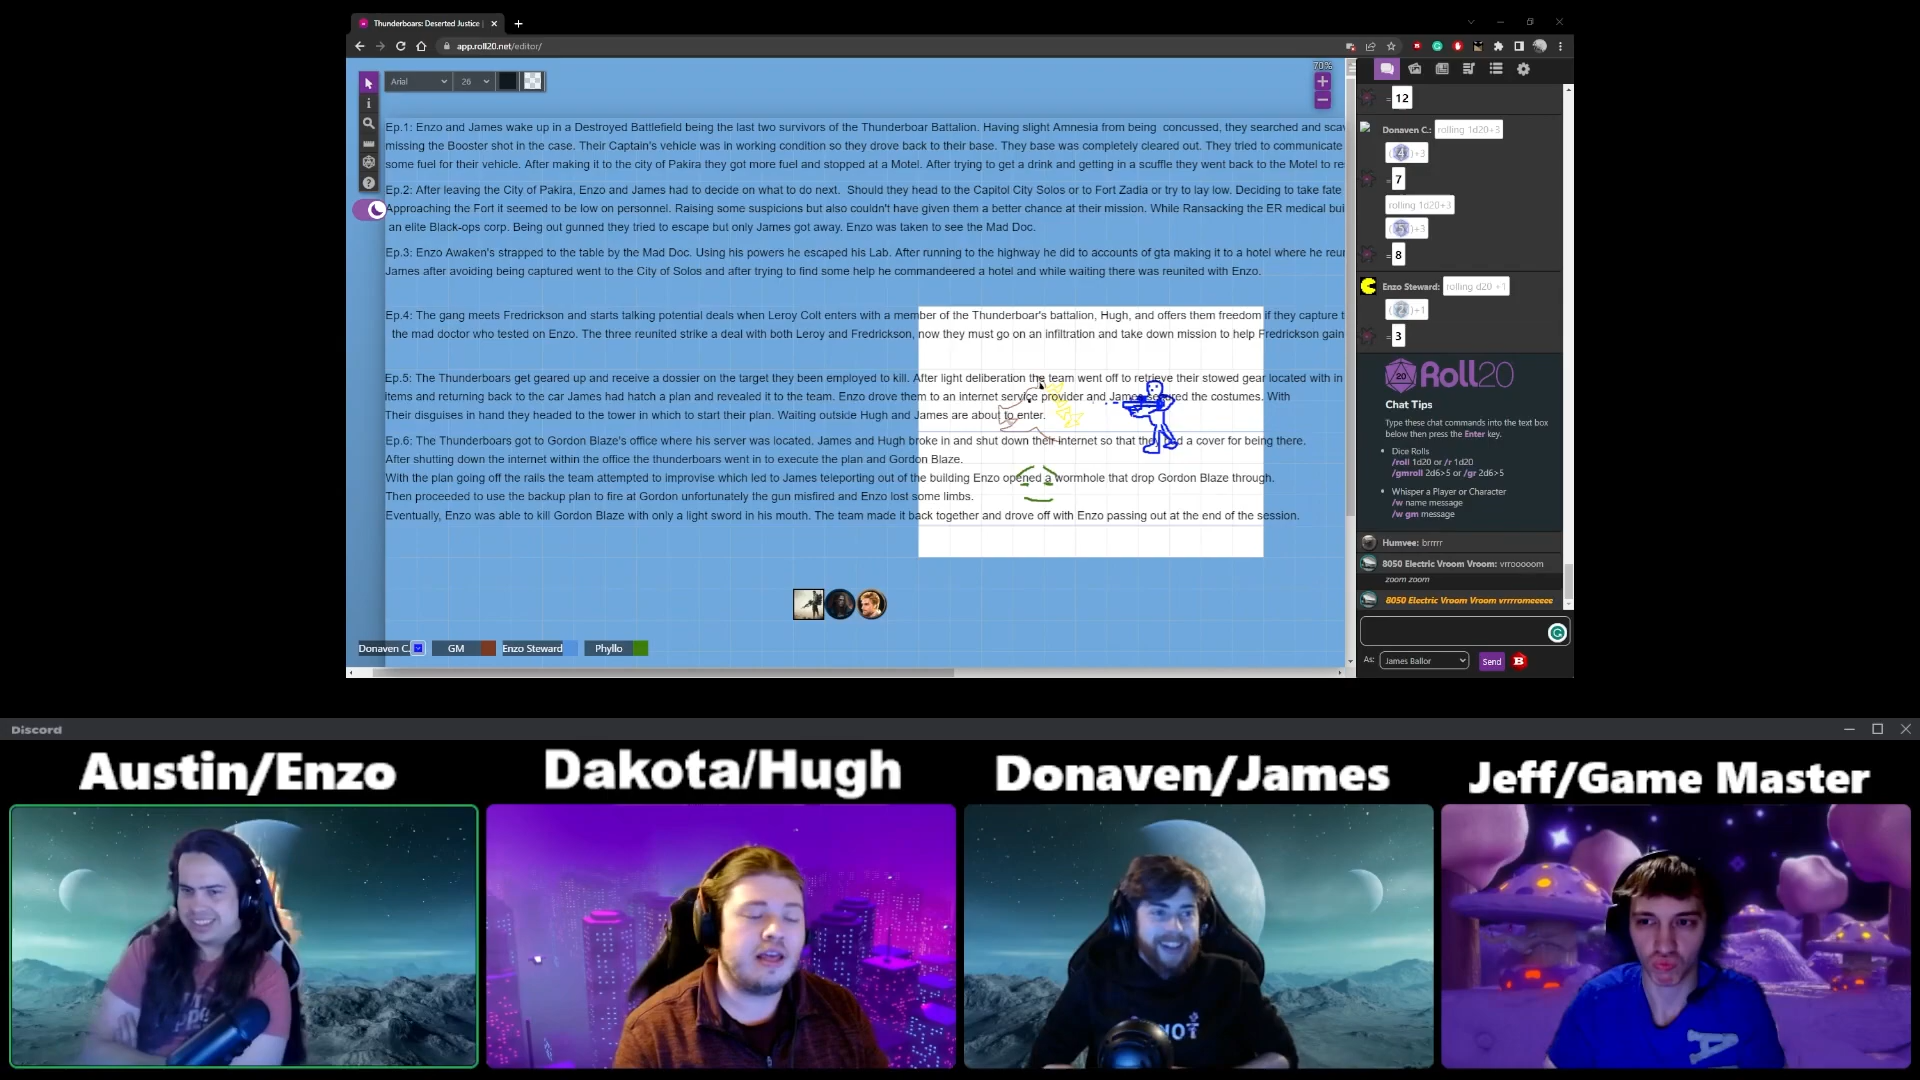 Thunderboars: Deserted Justice |
app.roll20.net/editor/
Arial
26
70%
Ep.1: Enzo and James wake up in a Destroyed Battlefield being the last two survivors of the Thunderboar Battalion. Having slight Amnesia from being concussed, they searched and scav
missing the Booster shot in the case. Their Captain's vehicle was in working condition so they drove back to their base. They base was completely cleared out. They tried to communicate
some fuel for their vehicle. After making it to the city of Pakira they got more fuel and stopped at a Motel. After trying to get a drink and getting in a scuffle they went back to the Motel to re
Ep.2: After leaving the City of Pakira, Enzo and James had to decide on what to do next. Should they head to the Capitol City Solos or to Fort Zadia or try to lay low. Deciding to take fate
Approaching the Fort it seemed to be low on personnel. Raising some suspicions but also couldn't have given them a better chance at their mission. While Ransacking the ER medical bui
an elite Black-ops corp. Being out gunned they tried to escape but only James got away. Enzo was taken to see the Mad Doc.
Ep.3: Enzo Awaken's strapped to the table by the Mad Doc. Using his powers he escaped his Lab. After running to the highway he did to accounts of gta making it to a hotel where he reun
James after avoiding being captured went to the City of Solos and after trying to find some help he commandeered a hotel and while waiting there was reunited with Enzo.
Ep.4: The gang meets Fredrickson and starts talking potential deals when Leroy Colt enters with a member of the Thunderboar's battalion, Hugh, and offers them freedom if they capture t
the mad doctor who tested on Enzo. The three reunited strike a deal with both Leroy and Fredrickson, now they must go on an infiltration and take down mission to help Fredrickson gain
Ep.5: The Thunderboars get geared up and receive a dossier on the target they been employed to kill. After light deliberation the team went off to retrieve their stowed gear located with in
items and returning back to the car James had hatch a plan and revealed it to the team. Enzo drove them to an internet service provider and James secured the costumes. With
Their disguises in hand they headed to the tower in which to start their plan. Waiting outside Hugh and James are about to enter.
Ep.6: The Thunderboars got to Gordon Blaze's office where his server was located. James and Hugh broke in and shut down their internet so that they had a cover for being there.
After shutting down the internet within the office the thunderboars went in to execute the plan and Gordon Blaze.
With the plan going off the rails the team attempted to improvise which led to James teleporting out of the building Enzo opened a wormhole that drop Gordon Blaze through.
Then proceeded to use the backup plan to fire at Gordon unfortunately the gun misfired and Enzo lost some limbs.
Eventually, Enzo was able to kill Gordon Blaze with only a light sword in his mouth. The team made it back together and drove off with Enzo passing out at the end of the session.
Donaven C.
GM
Enzo Steward
Phyllo
= 12
Donaven C.: rolling 1d20+3
(4)+3
= 7
rolling 1d20+3
(5)+3
= 8
Enzo Steward: rolling d20 +1
(2)+1
= 3
20 Roll20
Chat Tips
Type these chat commands into the text box
below then press the Enter key.
• Dice Rolls
/roll 1d20 or /r 1d20
/gmroll 2d6>5 or /gr 2d6>5
• Whisper a Player or Character
/w name message
/w gm message
Humvee: brrrrr
8050 Electric Vroom Vroom: vrrooooom
zoom zoom
8050 Electric Vroom Vroom vrrrromeeeee
As: James Ballor
Send
B
Discord
Austin/Enzo
Dakota/Hugh
Donaven/James
Jeff/Game Master